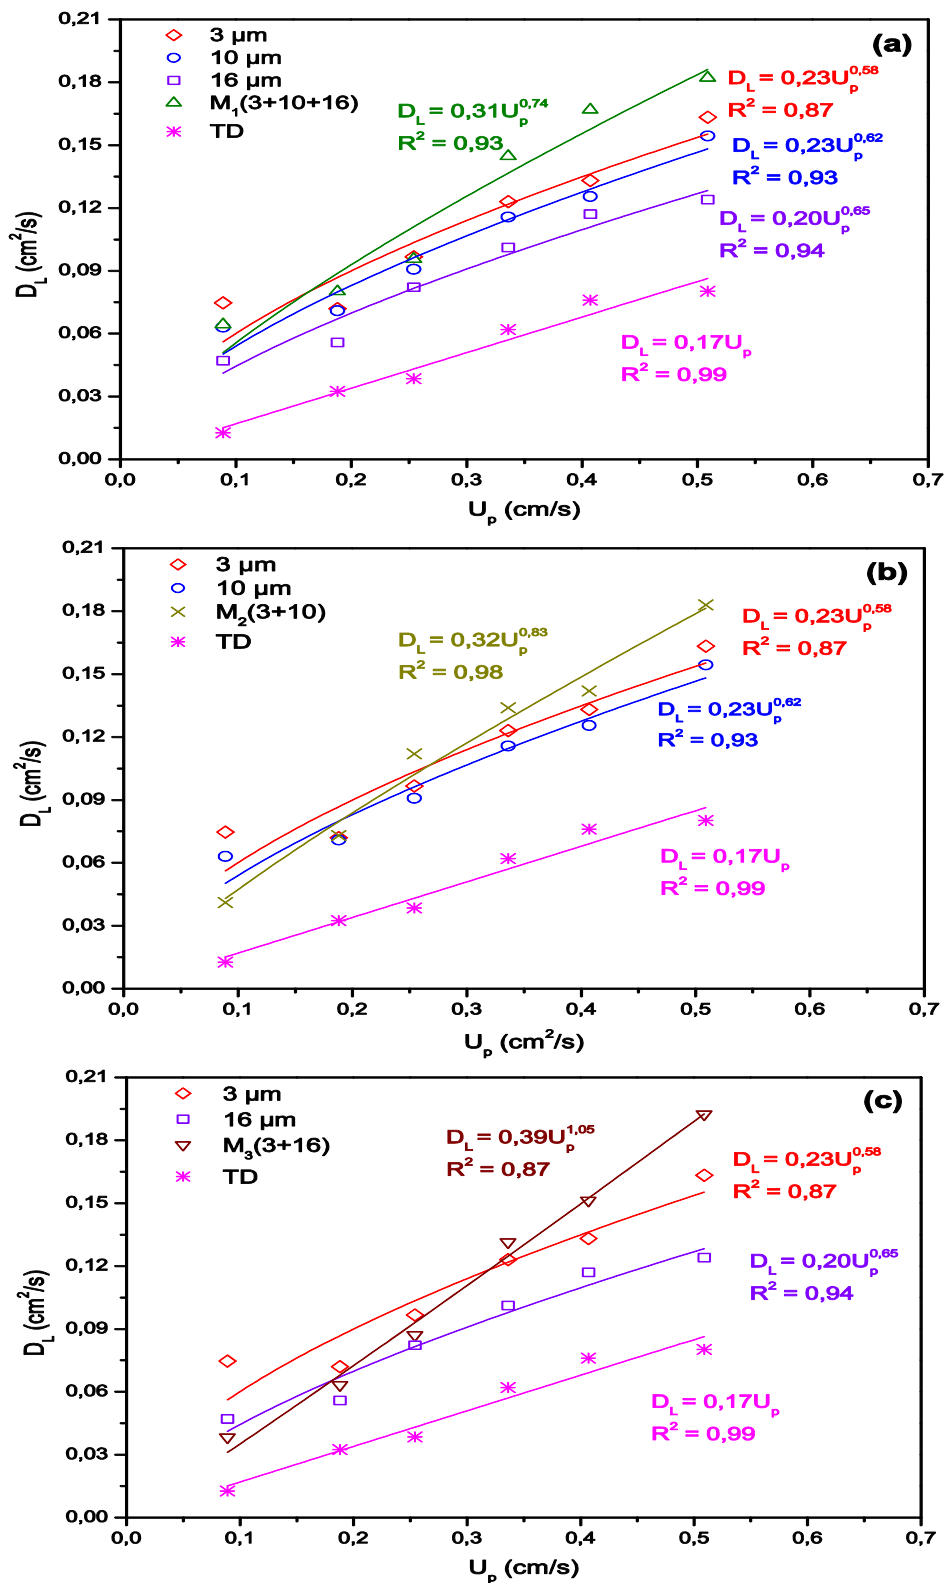 (a)
3 µm
10 µm
16 µm
M₁(3+10+16)
TD
D_L = 0,31U_p^0,74
R² = 0,93
D_L = 0,23U_p^0,58
R² = 0,87
D_L = 0,23U_p^0,62
R² = 0,93
D_L = 0,20U_p^0,65
R² = 0,94
D_L = 0,17U_p
R² = 0,99
0,21
0,18
0,15
0,12
0,09
0,06
0,03
0,00
D_L (cm²/s)
0,0 0,1 0,2 0,3 0,4 0,5 0,6 0,7
U_p (cm/s)
(b)
3 µm
10 µm
M₂(3+10)
TD
D_L = 0,32U_p^0,83
R² = 0,98
D_L = 0,23U_p^0,58
R² = 0,87
D_L = 0,23U_p^0,62
R² = 0,93
D_L = 0,17U_p
R² = 0,99
0,21
0,18
0,15
0,12
0,09
0,06
0,03
0,00
D_L (cm²/s)
0,0 0,1 0,2 0,3 0,4 0,5 0,6 0,7
U_p (cm²/s)
(c)
3 µm
16 µm
M₃(3+16)
TD
D_L = 0,39U_p^1,05
R² = 0,87
D_L = 0,23U_p^0,58
R² = 0,87
D_L = 0,20U_p^0,65
R² = 0,94
D_L = 0,17U_p
R² = 0,99
0,21
0,18
0,15
0,12
0,09
0,06
0,03
0,00
D_L (cm²/s)
0,0 0,1 0,2 0,3 0,4 0,5 0,6 0,7
U_p (cm/s)